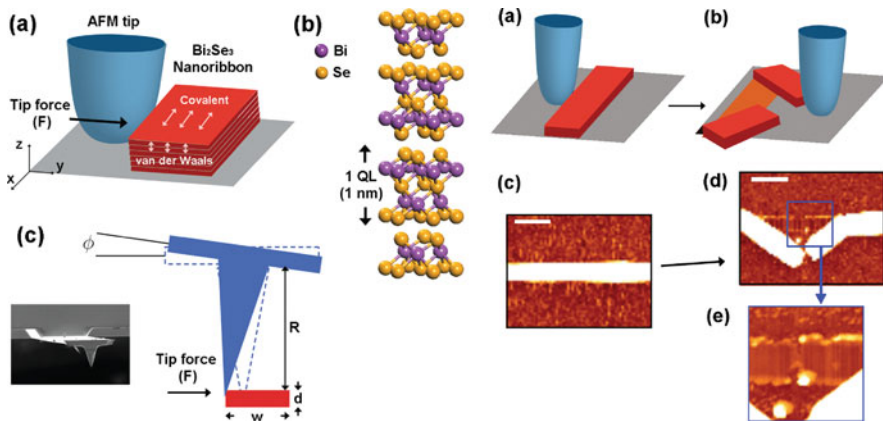 (a)
AFM tip
Bi₂Se₃
Nanoribbon
Tip force
(F)
Covalent
van der Waals
z
y
x
(b)
Bi
Se
1 QL
(1 nm)
(c)
ϕ
R
Tip force
(F)
d
w
(a)
(b)
(c)
(d)
(e)